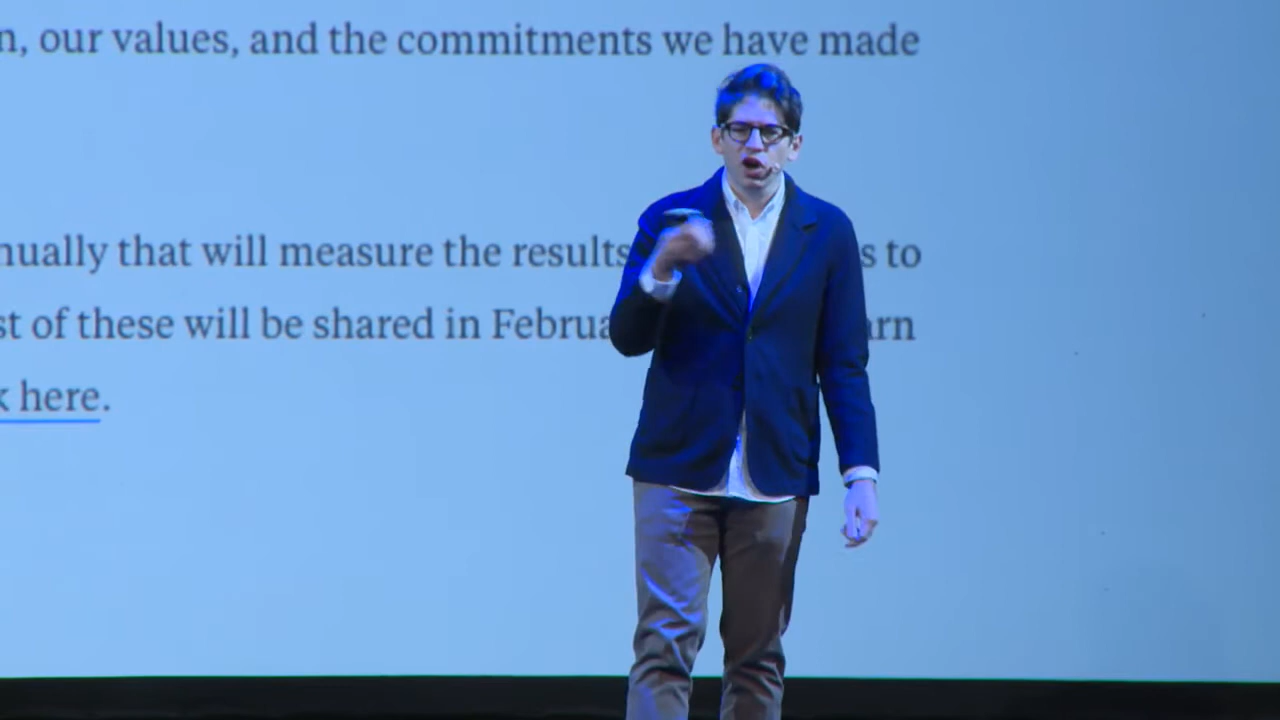 n, our values, and the commitments we have made
nually that will measure the results s to
st of these will be shared in Februa arn
k here.